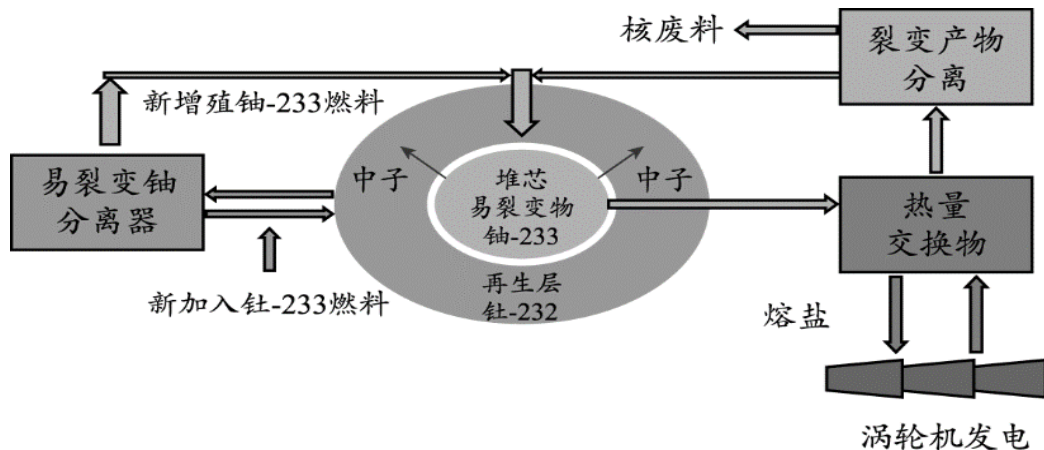 核废料
裂变产物
分离
新增殖铀-233燃料
易裂变铀
分离器
中子
堆芯
易裂变物
铀-233
中子
热量
交换物
再生层
钍-232
新加入钍-233燃料
熔盐
涡轮机发电